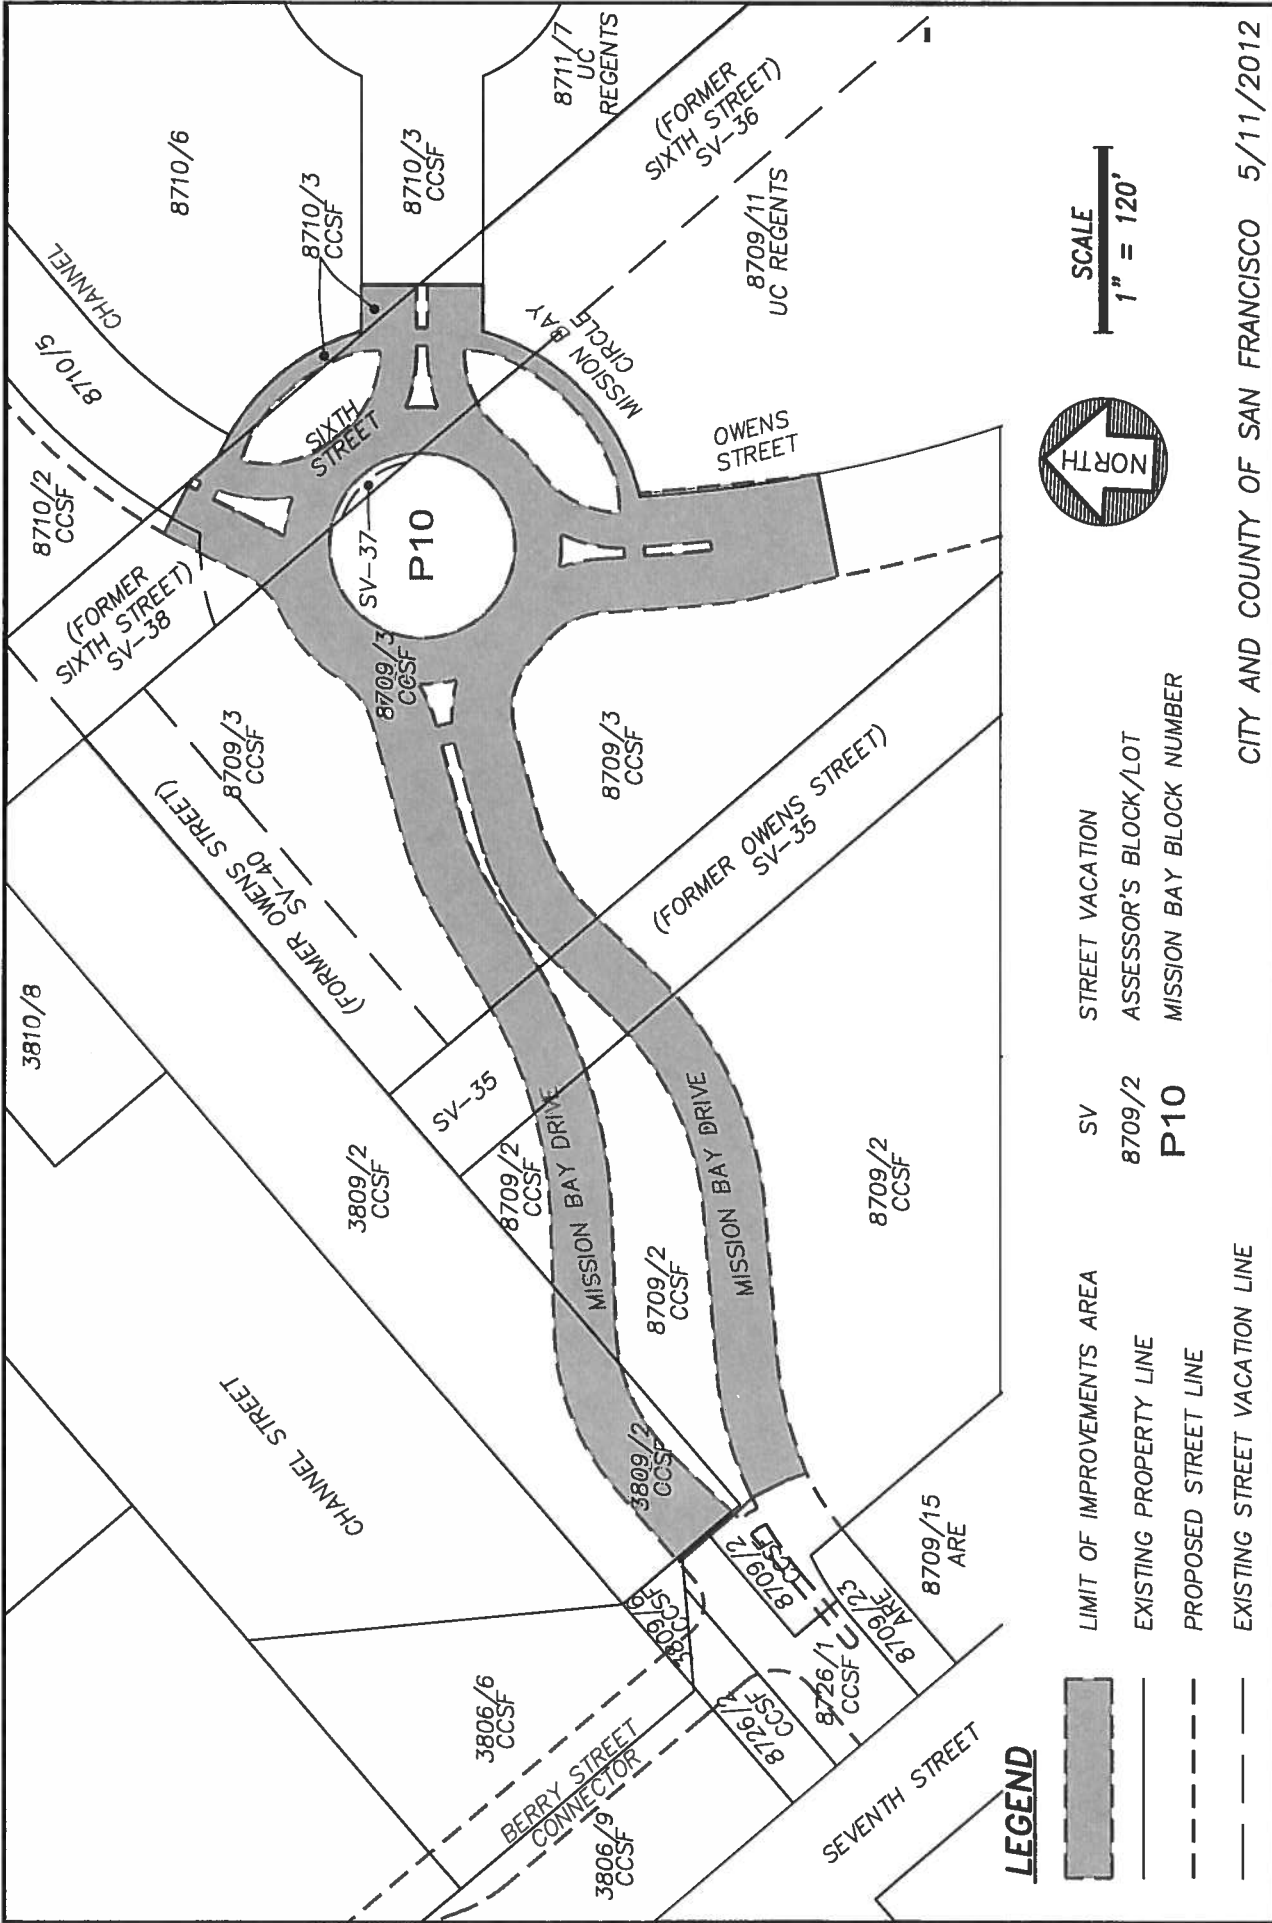 3810/8
CHANNEL STREET
3806/6
CCSF
3806/9
CCSF
BERRY STREET
CONNECTOR
3809/2
CCSF
(FORMER OWENS STREET)
SV-40
8709/3
CCSF
(FORMER
SIXTH STREET)
SV-38
8710/2
CCSF
8710/5
CHANNEL
8710/6
8710/3
CCSF
8710/3
CCSF
8711/7
UC
REGENTS
(FORMER
SIXTH STREET)
SV-36
8709/11
UC REGENTS
MISSION BAY
CIRCLE
SIXTH
STREET
SV-37
P10
OWENS
STREET
8709/3
CCSF
8709/3
CCSF
(FORMER OWENS STREET)
SV-35
SV-35
8709/2
CCSF
MISSION BAY DRIVE
8709/2
CCSF
MISSION BAY DRIVE
8709/2
CCSF
3809/2
CCSF
8709/2
CCSF
CCSF
8726/2
CCSF
8726/1
CCSF
8709/23
ARE
8709/15
ARE
SEVENTH STREET
LEGEND
LIMIT OF IMPROVEMENTS AREA
EXISTING PROPERTY LINE
PROPOSED STREET LINE
EXISTING STREET VACATION LINE
SV STREET VACATION
8709/2 ASSESSOR'S BLOCK/LOT
P10 MISSION BAY BLOCK NUMBER
NORTH
SCALE
1" = 120'
CITY AND COUNTY OF SAN FRANCISCO 5/11/2012